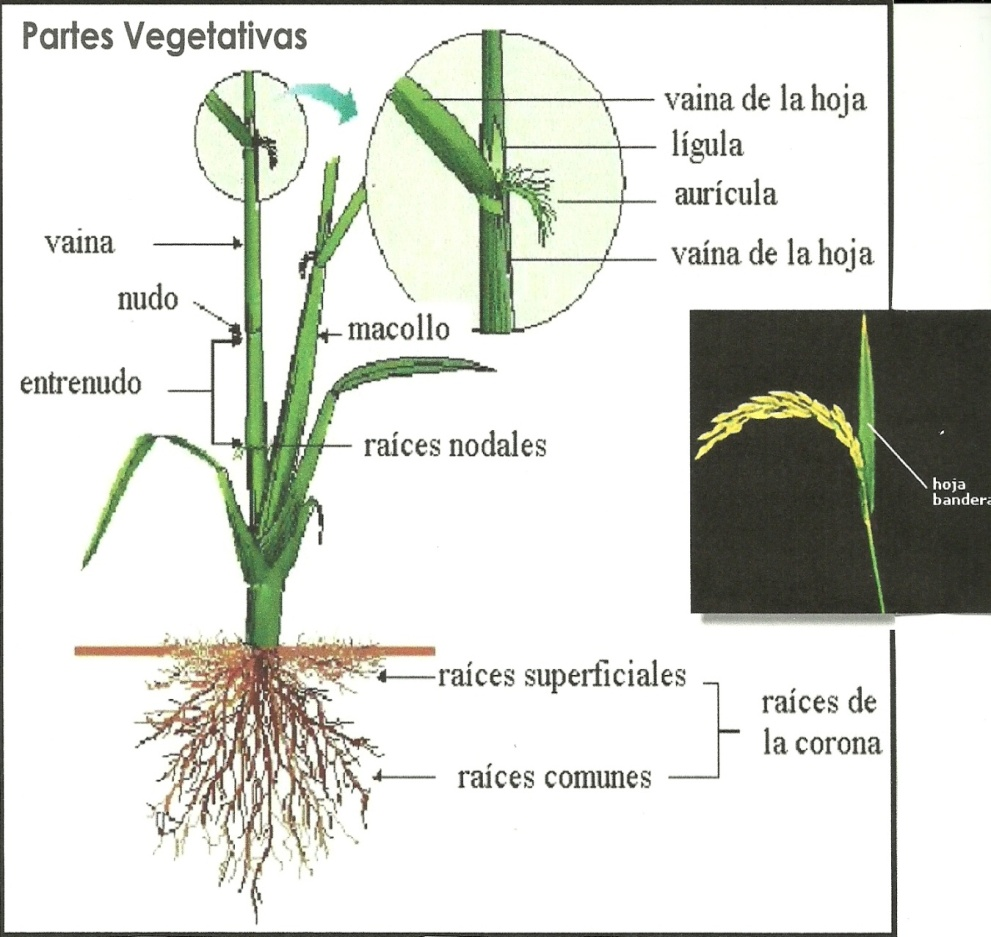 Partes Vegetativas
vaina de la hoja
lígula
aurícula
vaína de la hoja
vaina
nudo
macollo
entrenudo
raíces nodales
hoja
bandera
raíces superficiales
raíces de
la corona
raíces comunes